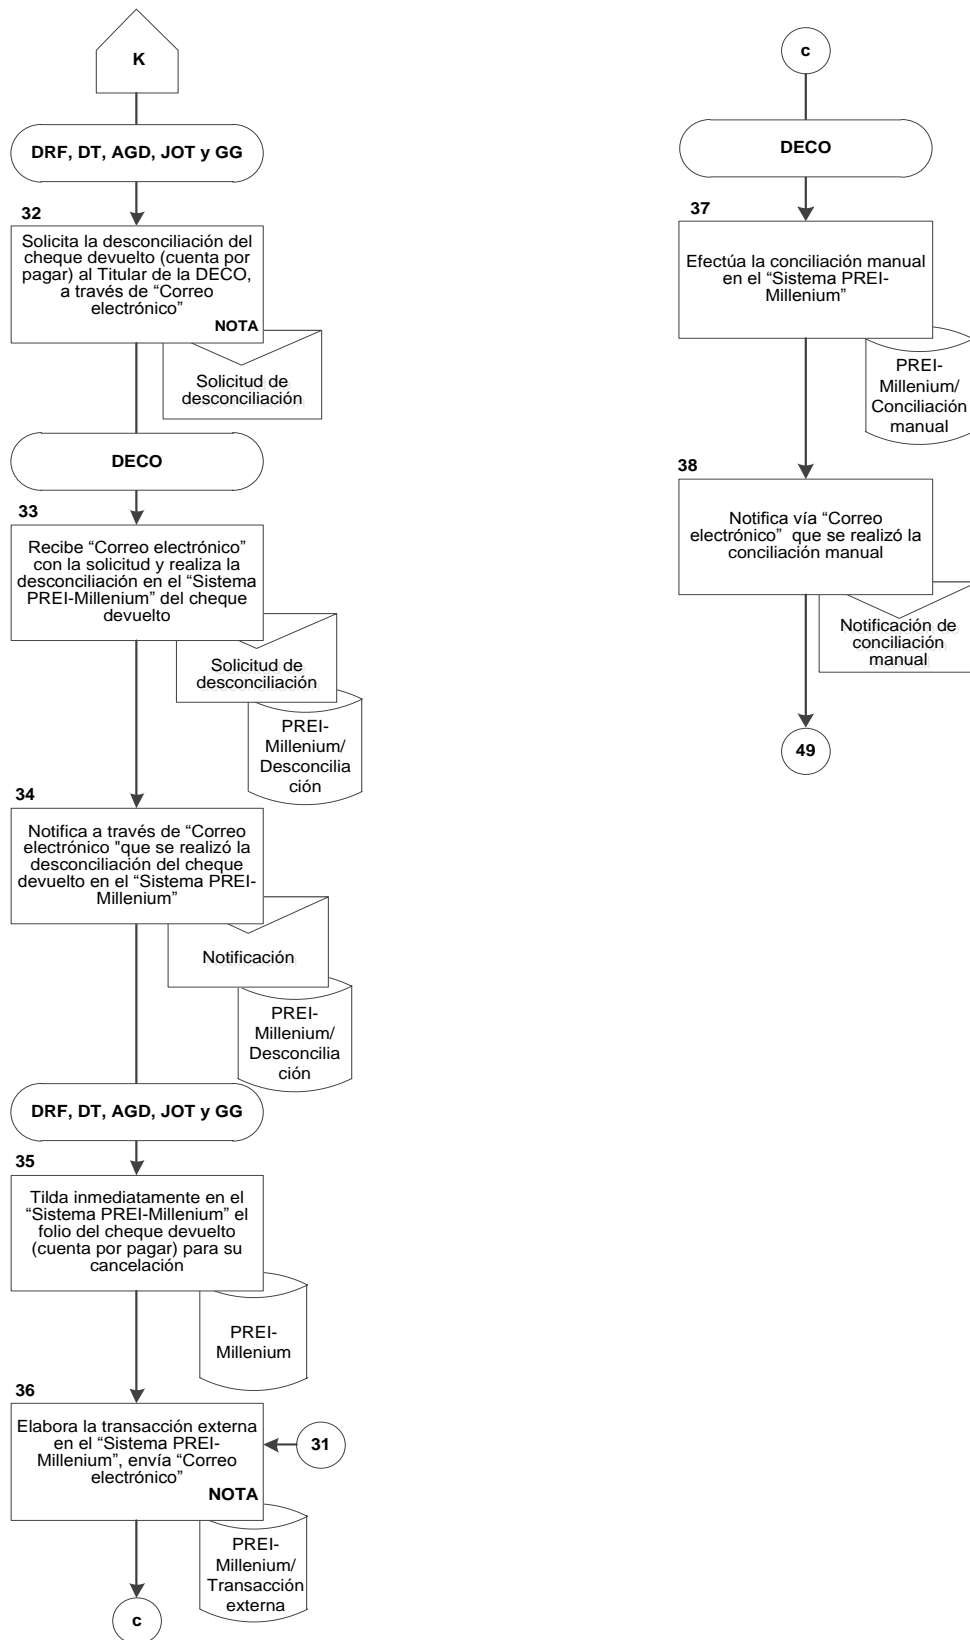 K
DRF, DT, AGD, JOT y GG
32
Solicita la desconciliación del
cheque devuelto (cuenta por
pagar) al Titular de la DECO,
a través de “Correo
electrónico”
NOTA
Solicitud de
desconciliación
DECO
33
Recibe “Correo electrónico”
con la solicitud y realiza la
desconciliación en el “Sistema
PREI-Millenium” del cheque
devuelto
Solicitud de
desconciliación
PREI-
Millenium/
Desconcilia
ción
34
Notifica a través de “Correo
electrónico "que se realizó la
desconciliación del cheque
devuelto en el “Sistema PREI-
Millenium”
Notificación
PREI-
Millenium/
Desconcilia
ción
DRF, DT, AGD, JOT y GG
35
Tilda inmediatamente en el
“Sistema PREI-Millenium” el
folio del cheque devuelto
(cuenta por pagar) para su
cancelación
PREI-
Millenium
36
Elabora la transacción externa
en el “Sistema PREI-
Millenium”, envía “Correo
electrónico”
NOTA
31
PREI-
Millenium/
Transacción
externa
c
c
DECO
37
Efectúa la conciliación manual
en el “Sistema PREI-
Millenium”
PREI-
Millenium/
Conciliación
manual
38
Notifica vía “Correo
electrónico”  que se realizó la
conciliación manual
Notificación de
conciliación
manual
49